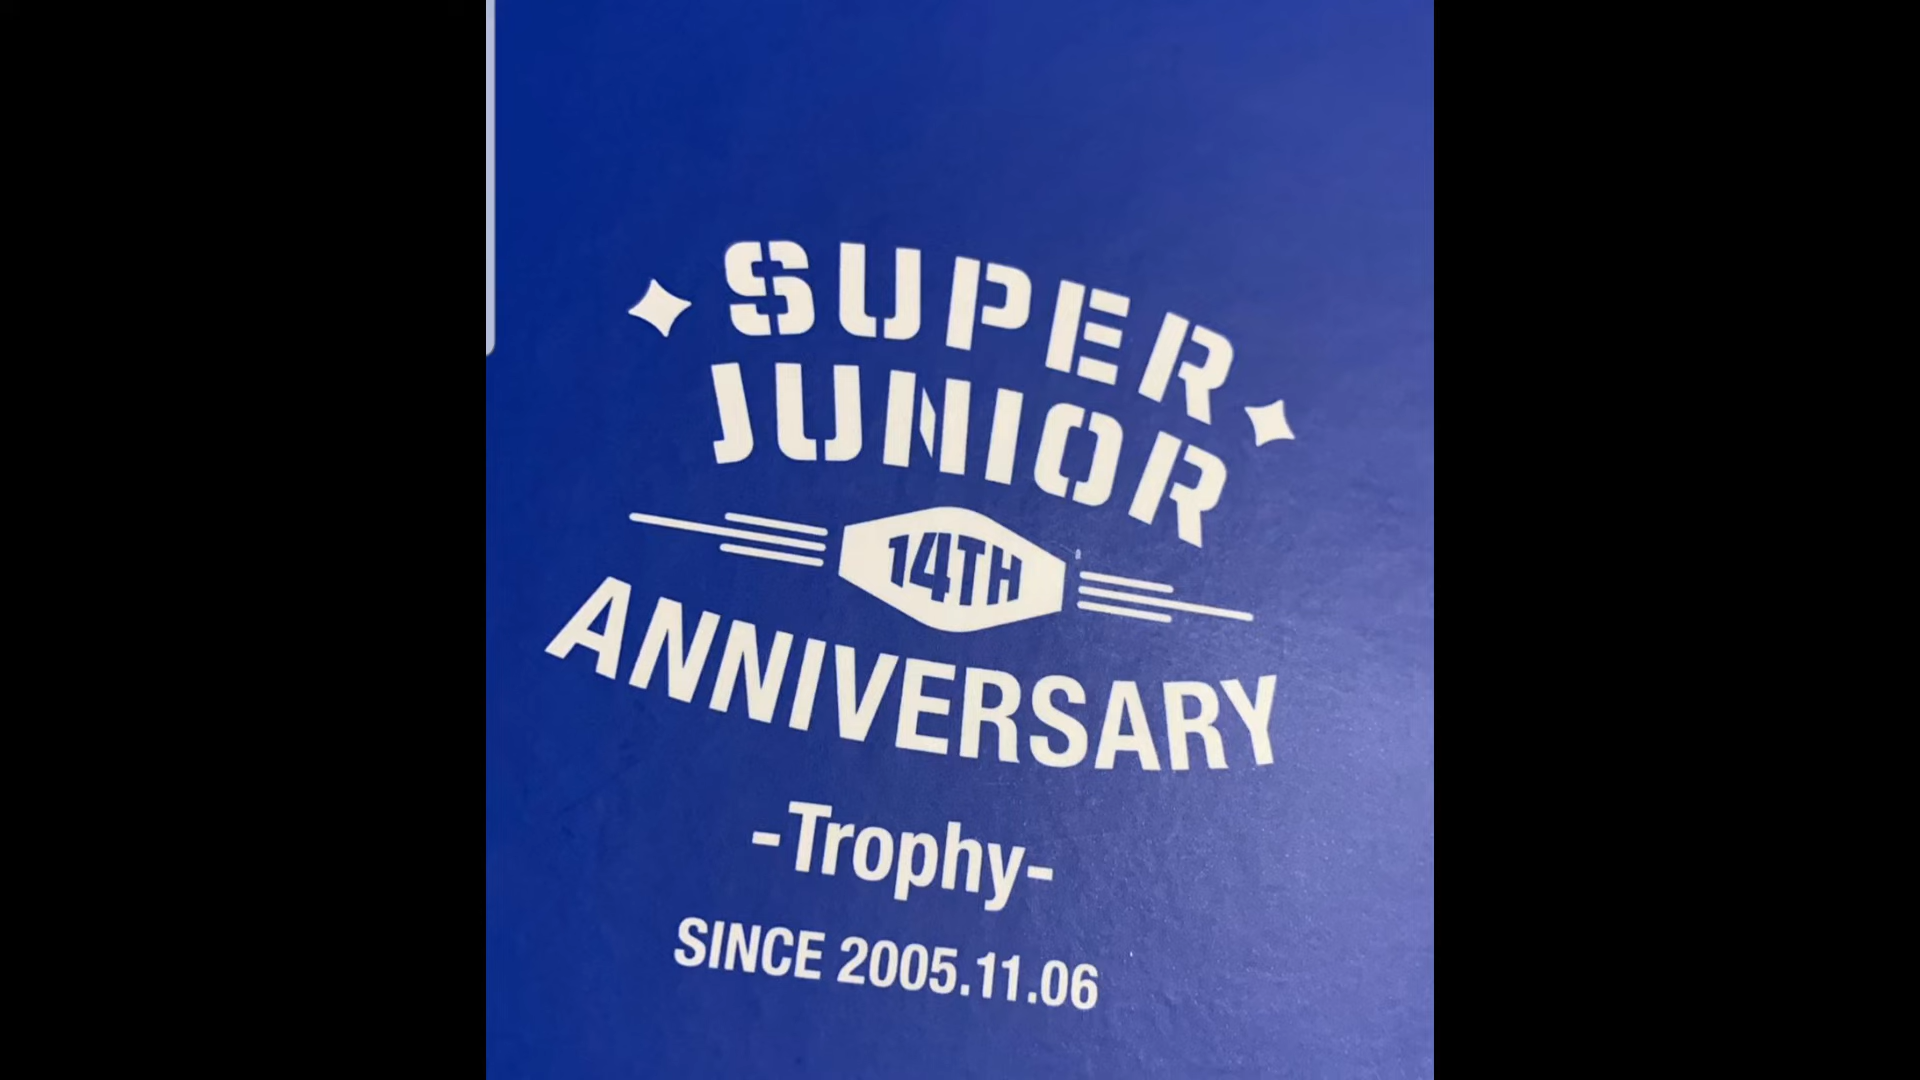 SUPER
JUNIOR
14TH
ANNIVERSARY
-Trophy-
SINCE 2005.11.06